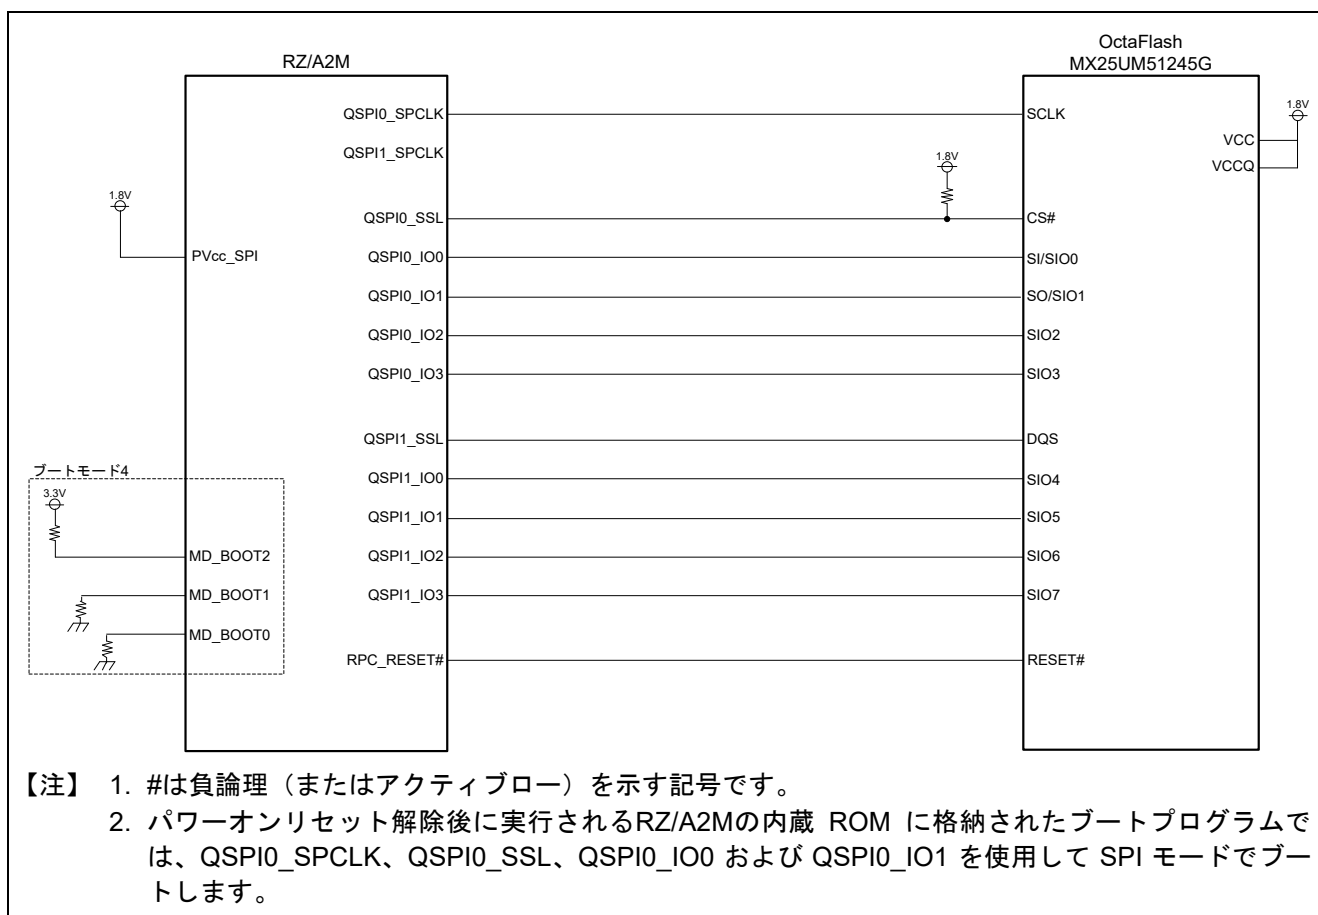 OctaFlash
RZ/A2M
MX25UM51245G
QSPI0_SPCLK
SCLK
1.8V
VCC
QSPI1_SPCLK
1.8V
VCCQ
1.8V
QSPI0_SSL
CS#
PVcc_SPI
QSPI0_IO0
SI/SIO0
QSPI0_IO1
SO/SIO1
QSPI0_IO2
SIO2
QSPI0_IO3
SIO3
QSPI1_SSL
DQS
ブートモード4
QSPI1_IO0
SIO4
3.3V
QSPI1_IO1
SIO5
MD_BOOT2
QSPI1_IO2
SIO6
MD_BOOT1
QSPI1_IO3
SIO7
MD_BOOT0
RPC_RESET#
RESET#
【注】 1. #は負論理（またはアクティブロー）を示す記号です。
2. パワーオンリセット解除後に実行されるRZ/A2Mの内蔵 ROM に格納されたブートプログラムで
は、QSPI0_SPCLK、QSPI0_SSL、QSPI0_IO0 および QSPI0_IO1 を使用して SPI モードでブー
トします。